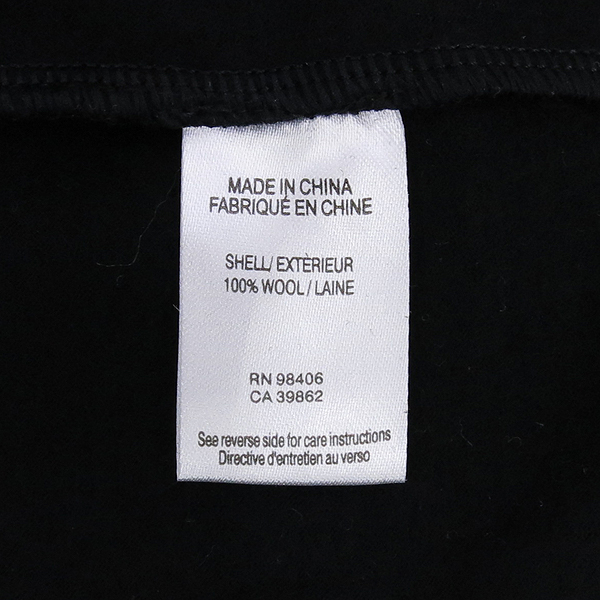 MADE IN CHINA
FABRIQUÉ EN CHINE
SHELL/EXTÈRIEUR
100% WOOL/LAINE
RN 98406
CA 39862
See reverse side for care instructions
Directive d'entretien au verso